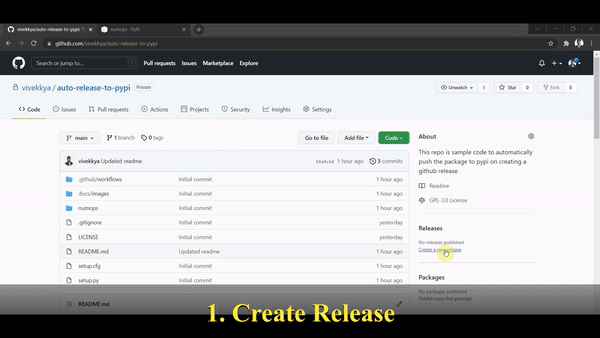 vivekkya/auto-release-to-pypi: T
numops · PyPI
github.com/vivekkya/auto-release-to-pypi
Search or jump to...
Pull requests Issues Marketplace Explore
vivekkya / auto-release-to-pypi Private
Unwatch 1 Star 0 Fork 0
Code Issues Pull requests Actions Projects Security Insights Settings
main 1 branch 0 tags Go to file Add file Code
vivekkya Updated readme 1 hour ago 3 commits
.github/workflows Initial commit 1 hour ago
docs/images Initial commit 1 hour ago
numops Initial commit 1 hour ago
.gitignore Initial commit yesterday
LICENSE Initial commit yesterday
README.md Updated readme 1 hour ago
setup.cfg Initial commit 1 hour ago
setup.py Initial commit 1 hour ago
README.md
About
This repo is sample code to automatically
push the package to pypi on creating a
github release
Readme
GPL-3.0 License
Releases
No releases published
Create a new release
Packages
No packages published
Publish your first package
1. Create Release